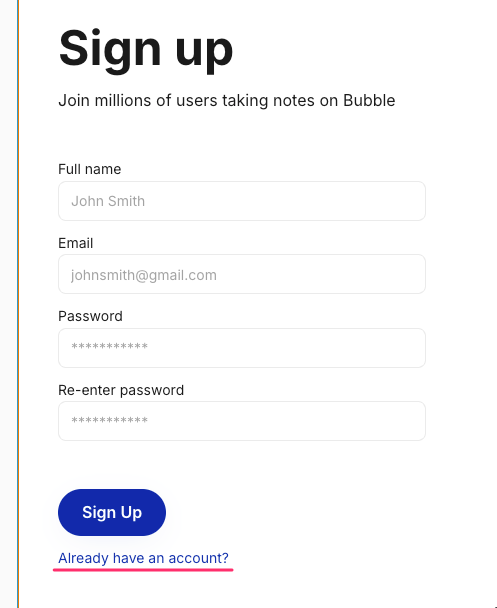 Sign up
Join millions of users taking notes on Bubble
Full name
John Smith
Email
johnsmith@gmail.com
Password
***********
Re-enter password
***********
Sign Up
Already have an account?